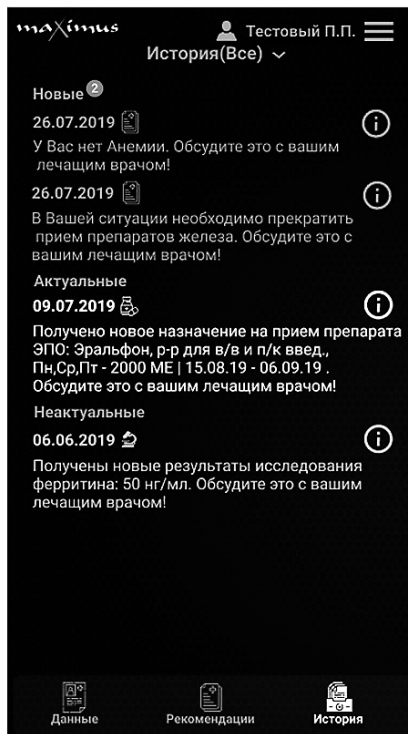 maximus
Тестовый П.П.
История(Все)
Новые 2
26.07.2019
У Вас нет Анемии. Обсудите это с вашим
лечащим врачом!
26.07.2019
В Вашей ситуации необходимо прекратить
прием препаратов железа. Обсудите это с
вашим лечащим врачом!
Актуальные
09.07.2019
Получено новое назначение на прием препарата
ЭПО: Эральфон, р-р для в/в и п/к введ.,
Пн,Ср,Пт - 2000 МЕ | 15.08.19 - 06.09.19 .
Обсудите это с вашим лечащим врачом!
Неактуальные
06.06.2019
Получены новые результаты исследования
ферритина: 50 нг/мл. Обсудите это с вашим
лечащим врачом!
Данные
Рекомендации
История